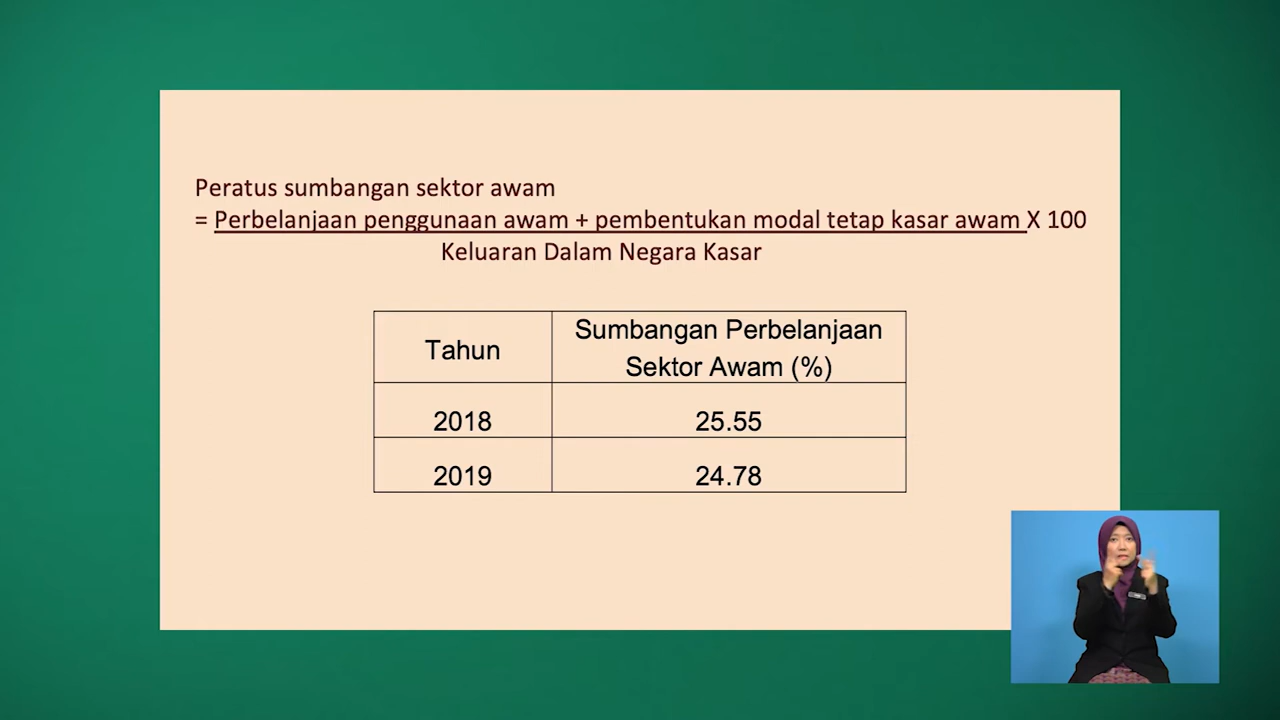 Peratus sumbangan sektor awam
= Perbelanjaan penggunaan awam + pembentukan modal tetap kasar awam X 100
Keluaran Dalam Negara Kasar
Tahun
Sumbangan Perbelanjaan
Sektor Awam (%)
2018 25.55
2019 24.78